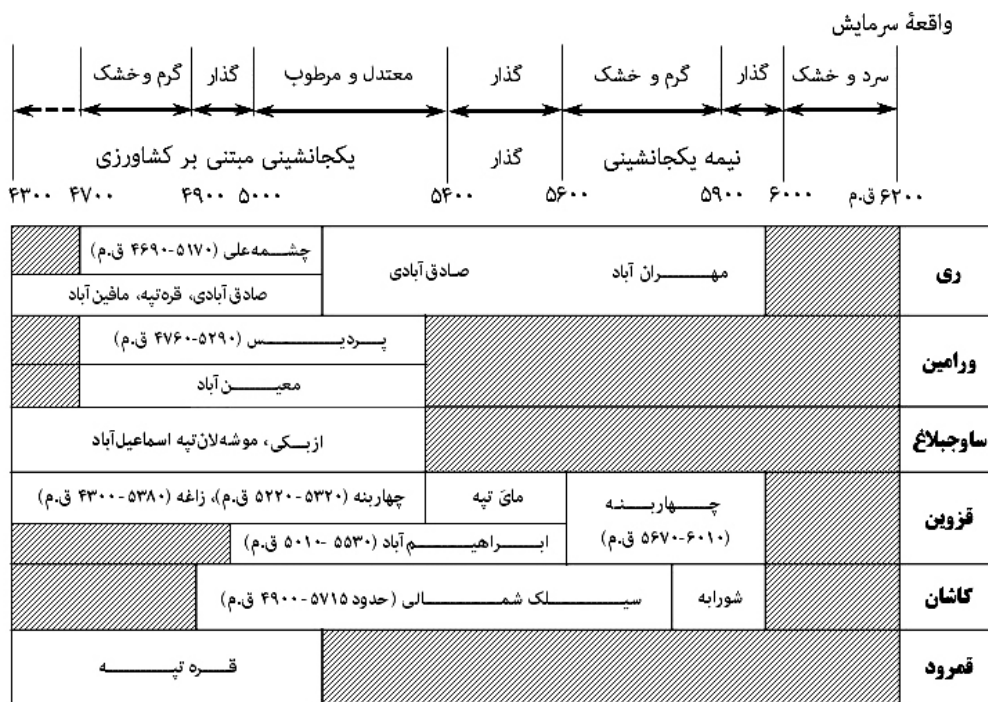 واقعهٔ سرمایش
سرد و خشک گذار گرم و خشک گذار معتدل و مرطوب گذار گرم و خشک
نیمه یکجانشینی گذار یکجانشینی مبتنی بر کشاورزی
۶۲۰۰ ق.م ۶۰۰۰ ۵۹۰۰ ۵۶۰۰ ۵۴۰۰ ۵۰۰۰ ۴۹۰۰ ۴۷۰۰ ۴۳۰۰
ری
مهران آباد صادق‌آبادی
چشمه‌علی (۵۱۷۰-۴۶۹۰ ق.م)
صادق‌آبادی، قره‌تپه، مافین‌آباد
ورامین
پردیس (۵۲۹۰-۴۷۶۰ ق.م)
معین‌آباد
ساوجبلاغ
ازبکی، موشه‌لان‌تپه اسماعیل‌آباد
قزوین
چهاربنه
(۶۰۱۰-۵۶۷۰ ق.م)
مای تپه
چهاربنه (۵۳۲۰-۵۲۲۰ ق.م)، زاغه (۵۳۸۰-۴۳۰۰ ق.م)
ابراهیم‌آباد (۵۵۳۰-۵۰۱۰ ق.م)
کاشان
شورابه
سیلک شمالی (حدود ۵۷۱۵-۴۹۰۰ ق.م)
قمرود
قره تپه